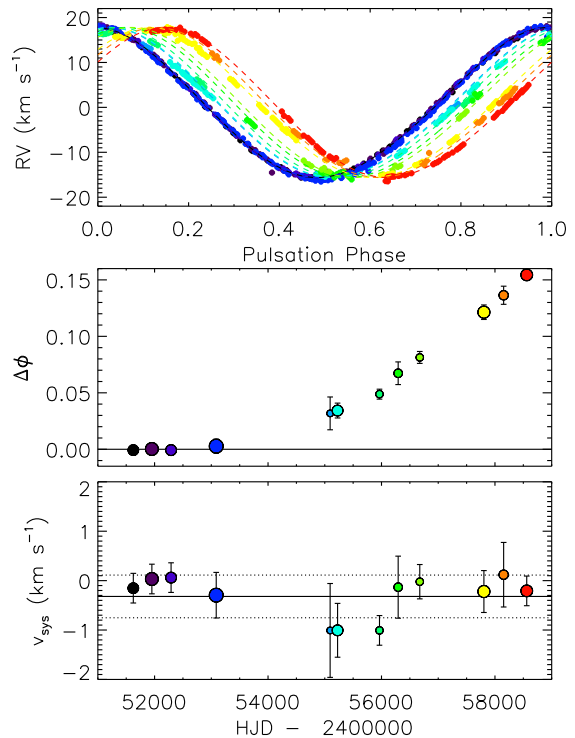 20
10
0
−10
−20
RV (km s⁻¹)
0.0 0.2 0.4 0.6 0.8 1.0
Pulsation Phase
0.15
0.10
0.05
0.00
Δϕ
2
1
0
−1
−2
v_sys (km s⁻¹)
52000 54000 56000 58000
HJD − 2400000